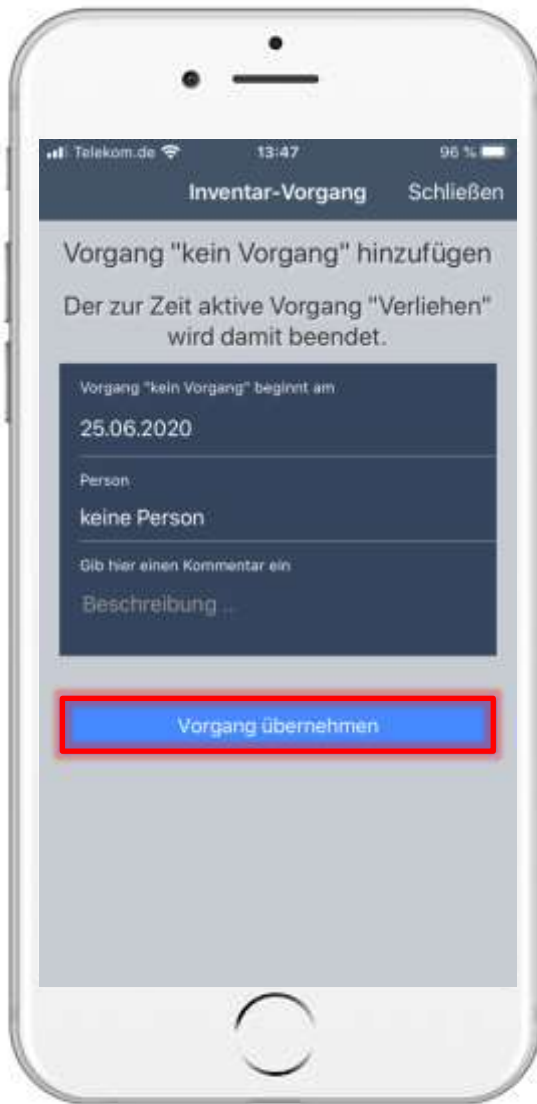 Telekom.de 13:47 96 %
Inventar-Vorgang Schließen
Vorgang "kein Vorgang" hinzufügen
Der zur Zeit aktive Vorgang "Verliehen"
wird damit beendet.
Vorgang "kein Vorgang" beginnt am
25.06.2020
Person
keine Person
Gib hier einen Kommentar ein
Beschreibung ...
Vorgang übernehmen